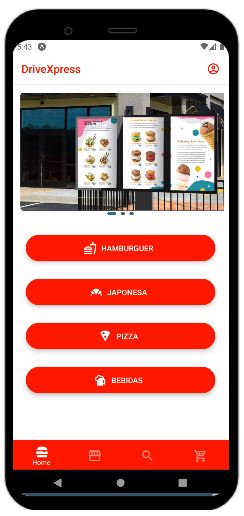 5:43
DriveXpress
HAMBURGUER
JAPONESA
PIZZA
BEBIDAS
Home